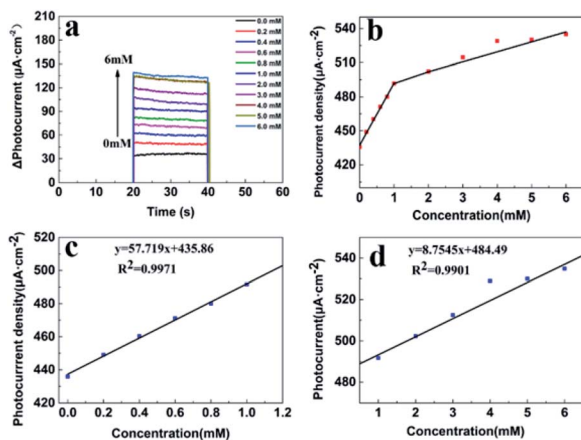 a
ΔPhotocurrent (μA·cm⁻²)
210
180
150
120
90
60
30
0
6mM
0mM
0.0 mM
0.2 mM
0.4 mM
0.6 mM
0.8 mM
1.0 mM
2.0 mM
3.0 mM
4.0 mM
5.0 mM
6.0 mM
0 10 20 30 40 50 60
Time (s)
b
Photocurrent density(μA·cm⁻²)
540
510
480
450
420
0 1 2 3 4 5 6
Concentration(mM)
c
y=57.719x+435.86
R²=0.9971
Photocurrrent density(μA·cm⁻²)
520
500
480
460
440
420
0.0 0.2 0.4 0.6 0.8 1.0 1.2
Concentration(mM)
d
y=8.7545x+484.49
R²=0.9901
Photocurrent(μA·cm⁻²)
540
520
500
480
1 2 3 4 5 6
Concentration(mM)